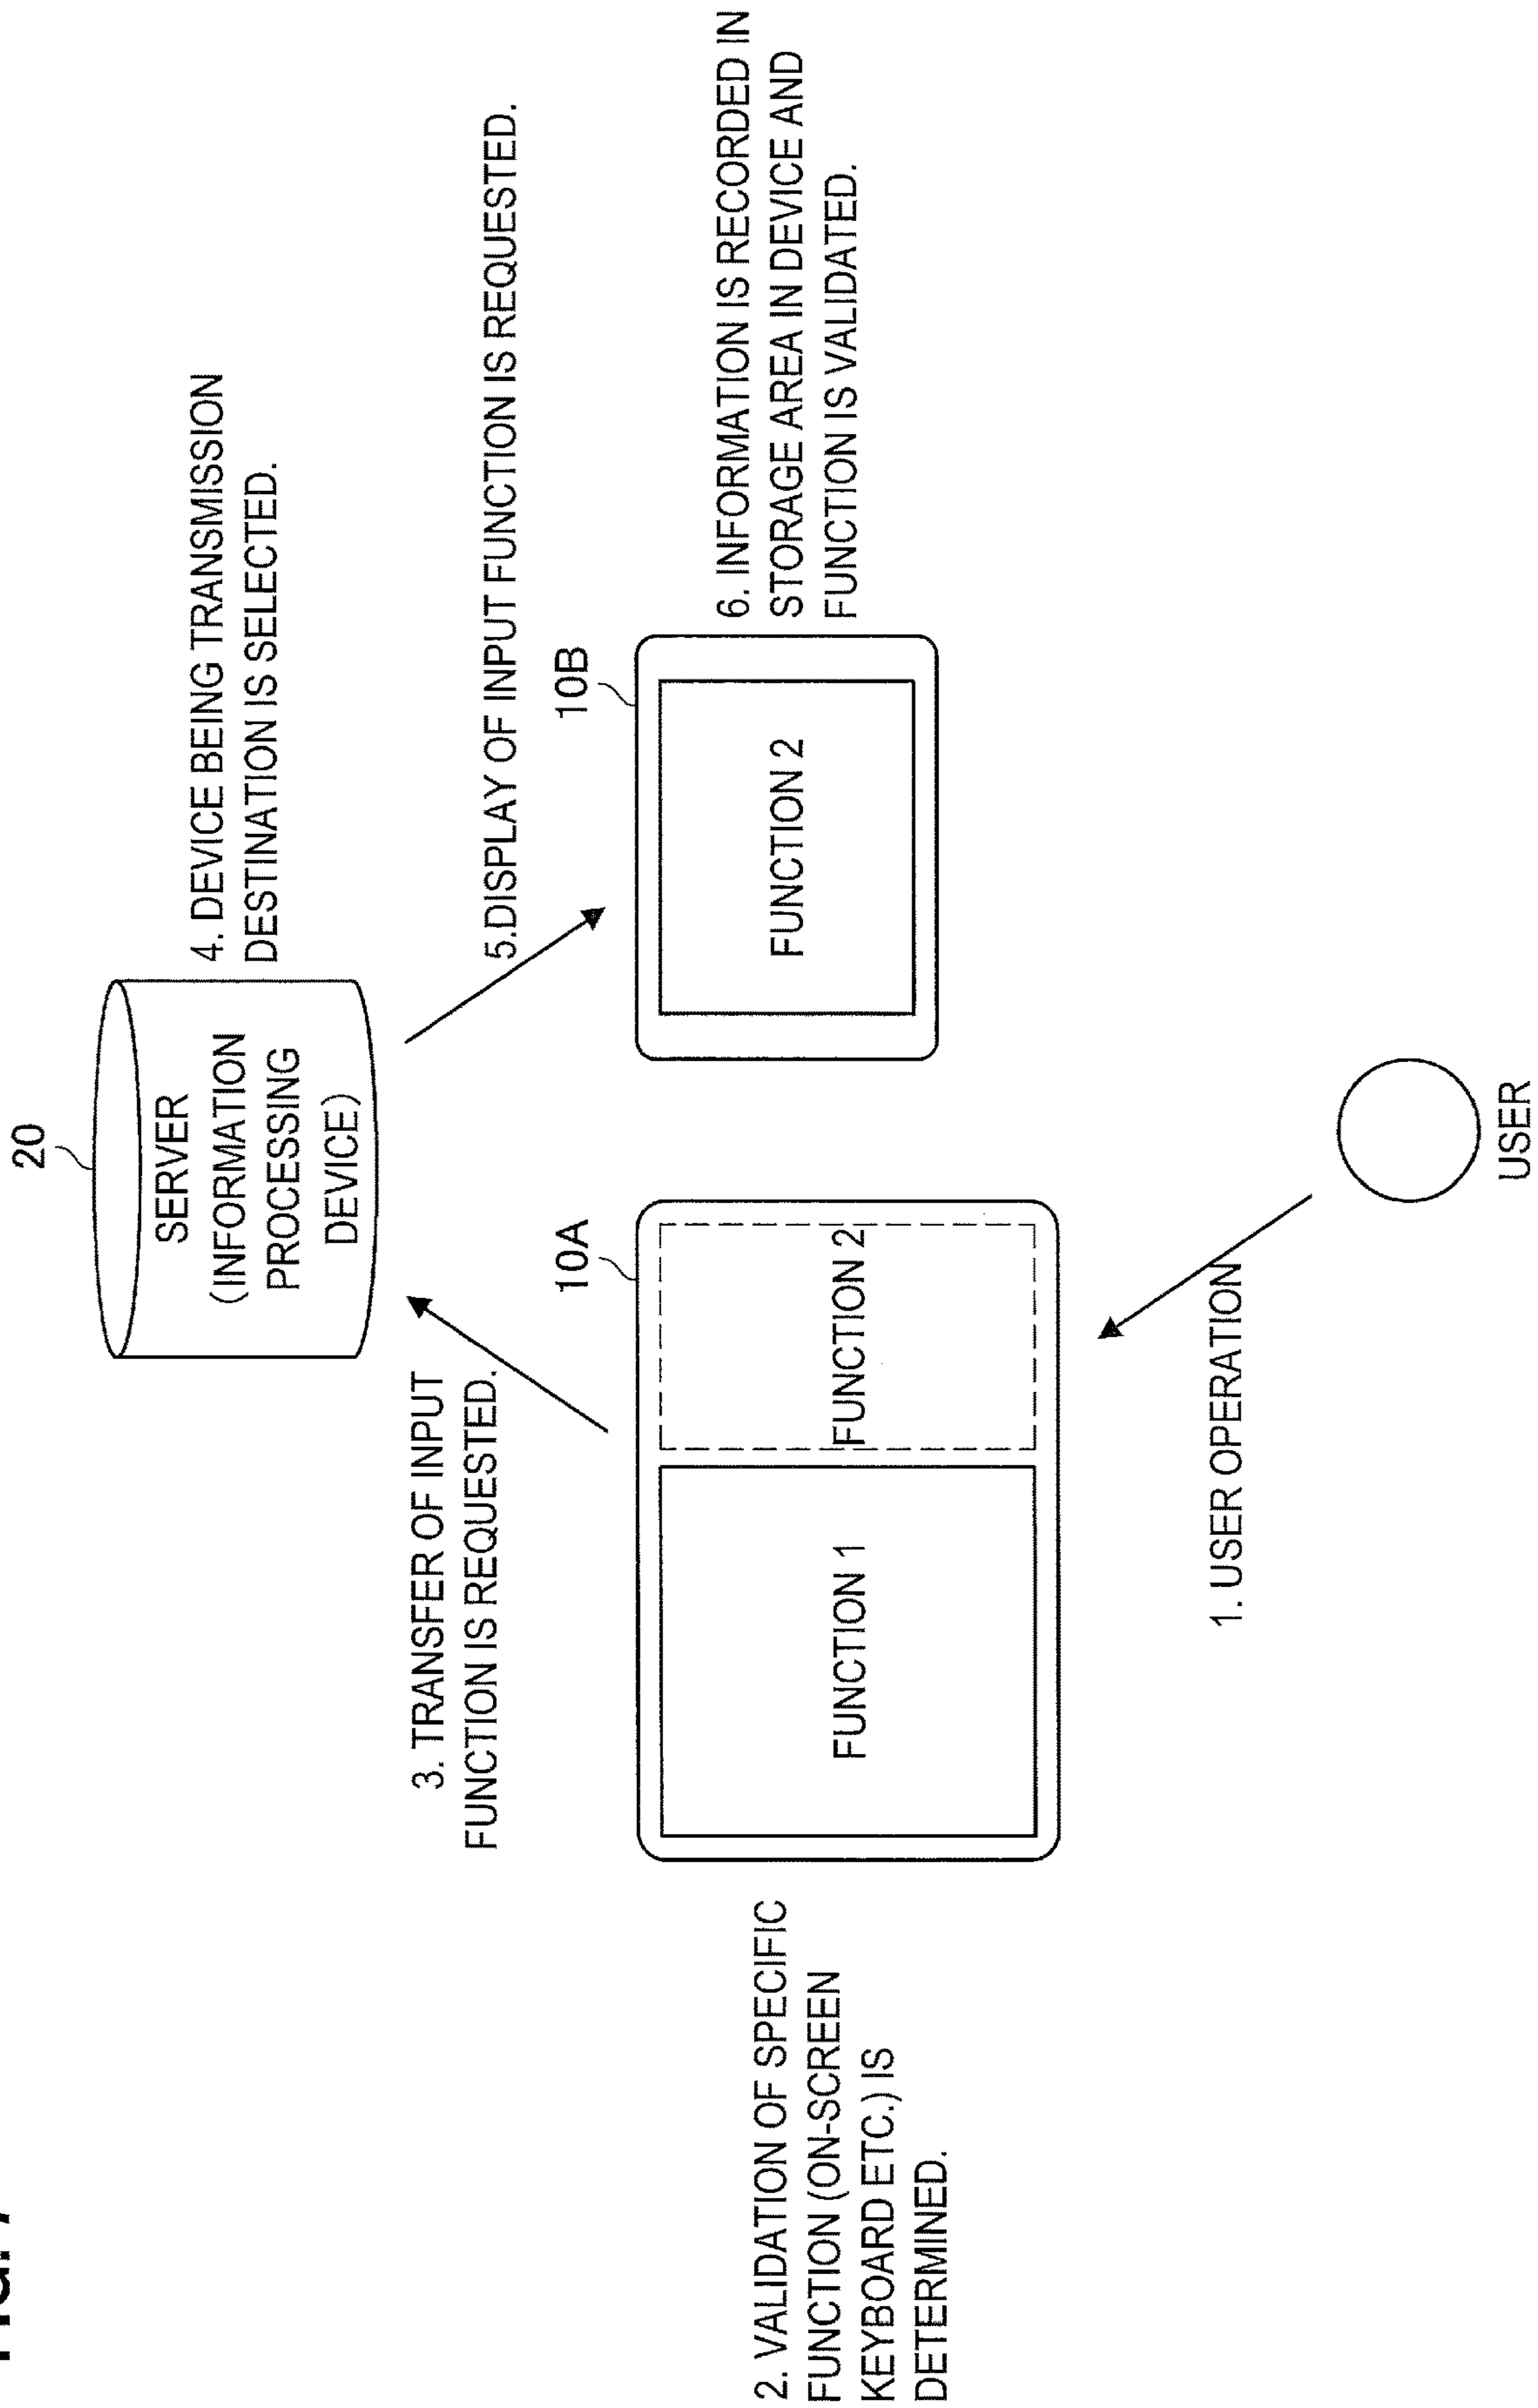 20
SERVER
(INFORMATION
PROCESSING
DEVICE)
4. DEVICE BEING TRANSMISSION
DESTINATION IS SELECTED.
3. TRANSFER OF INPUT
FUNCTION IS REQUESTED.
5.DISPLAY OF INPUT FUNCTION IS REQUESTED.
10A
10B
2. VALIDATION OF SPECIFIC
FUNCTION (ON-SCREEN
KEYBOARD ETC.) IS
DETERMINED.
FUNCTION 1
FUNCTION 2
FUNCTION 2
6. INFORMATION IS RECORDED IN
STORAGE AREA IN DEVICE AND
FUNCTION IS VALIDATED.
1. USER OPERATION
USER